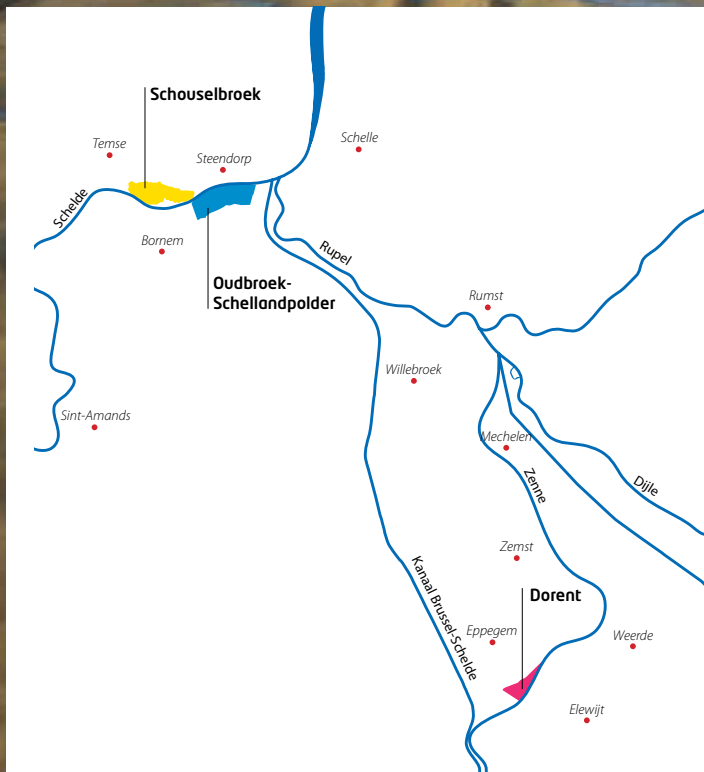 Schouselbroek
Temse
Steendorp
Schelle
Schelde
Bornem
Rupel
Oudbroek-
Schellandpolder
Rumst
Willebroek
Sint-Amands
Mechelen
Zenne
Dijle
Zemst
Kanaal Brussel-Schelde
Dorent
Eppegem
Weerde
Elewijt